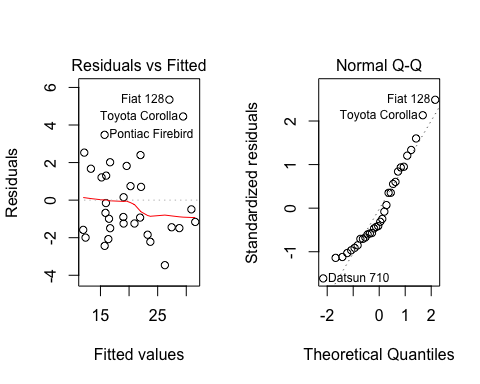 Residuals vs Fitted
Residuals
6
4
2
0
-2
-4
Fiat 128
Toyota Corolla
Pontiac Firebird
15
25
Fitted values
Normal Q-Q
Standardized residuals
2
1
0
-1
Fiat 128
Toyota Corolla
Datsun 710
-2
0
1
2
Theoretical Quantiles